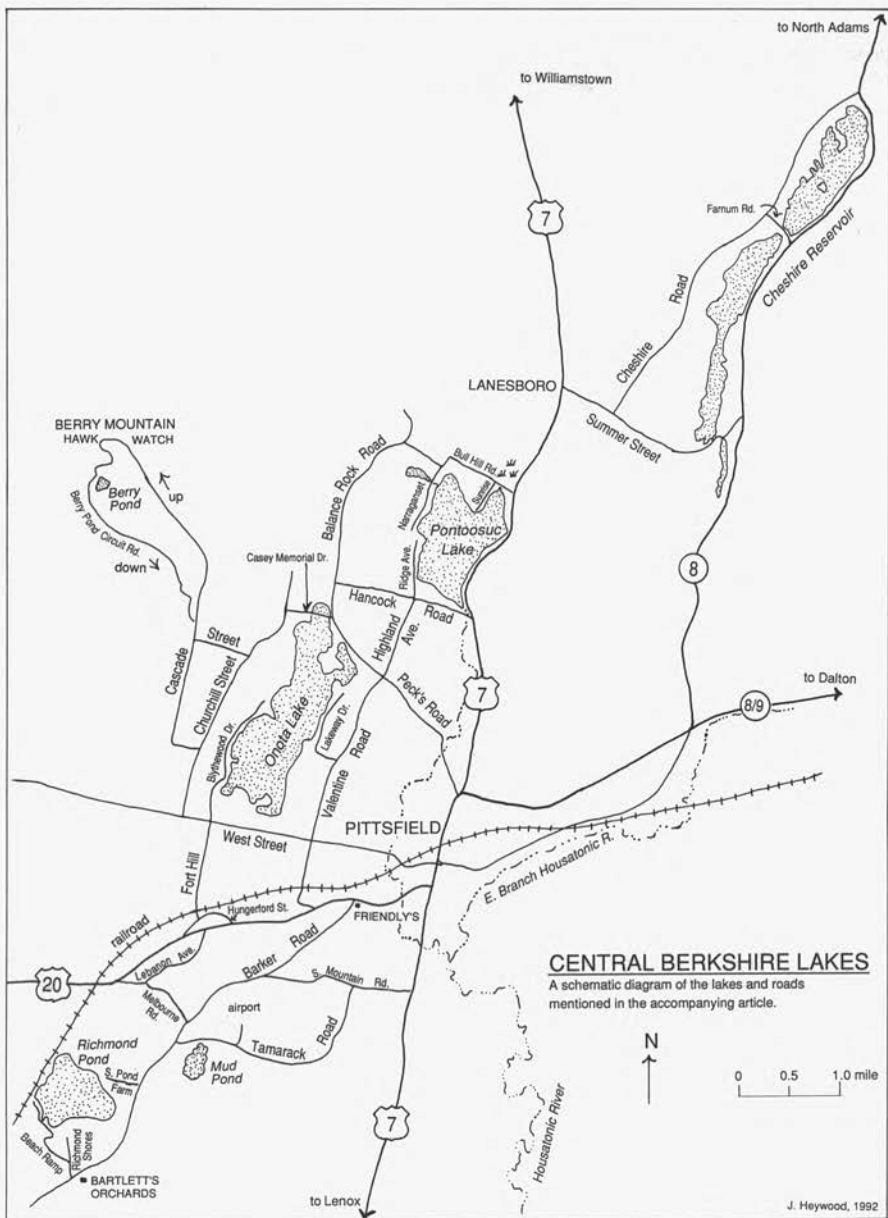 to North Adams
to Williamstown
7
Farnum Rd.
Cheshire Reservoir
Cheshire Road
LANESBORO
Summer Street
BERRY MOUNTAIN
HAWK WATCH
up
Berry Pond
Berry Pond Circuit Rd.
down
Balance Rock Road
Bull Hill Rd.
Narraganset
Sunrise
Pontoosuc Lake
Casey Memorial Dr.
Ridge Ave.
Hancock Road
8
Highland Ave.
Cascade Street
Churchill Street
Onota Lake
Blythewood Dr.
Lakeway Dr.
Peck's Road
7
to Dalton
8/9
Valentine Road
PITTSFIELD
West Street
E. Branch Housatonic R.
Fort Hill
railroad
Hungerford St.
FRIENDLY'S
Lebanon Ave.
Barker Road
S. Mountain Rd.
20
Melbourne Rd.
airport
Tamarack Road
CENTRAL BERKSHIRE LAKES
A schematic diagram of the lakes and roads
mentioned in the accompanying article.
N
0 0.5 1.0 mile
Richmond Pond
S. Pond Farm
Mud Pond
Housatonic River
7
Beach Ramp
Richmond Shores
BARTLETT'S
ORCHARDS
to Lenox
J. Heywood, 1992